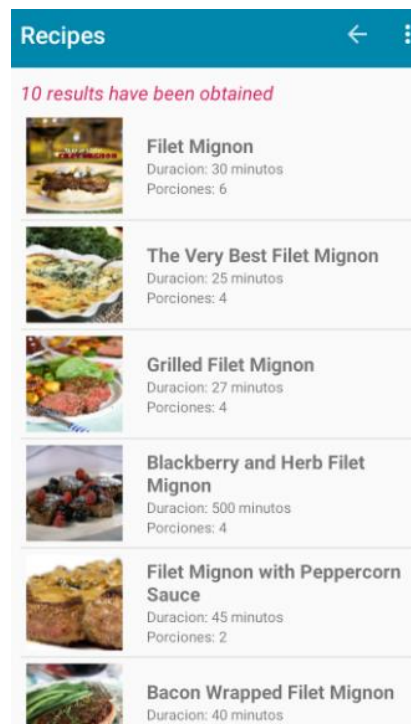 Recipes
10 results have been obtained
Filet Mignon
Duracion: 30 minutos
Porciones: 6
The Very Best Filet Mignon
Duracion: 25 minutos
Porciones: 4
Grilled Filet Mignon
Duracion: 27 minutos
Porciones: 4
Blackberry and Herb Filet
Mignon
Duracion: 500 minutos
Porciones: 4
Filet Mignon with Peppercorn
Sauce
Duracion: 45 minutos
Porciones: 2
Bacon Wrapped Filet Mignon
Duracion: 40 minutos